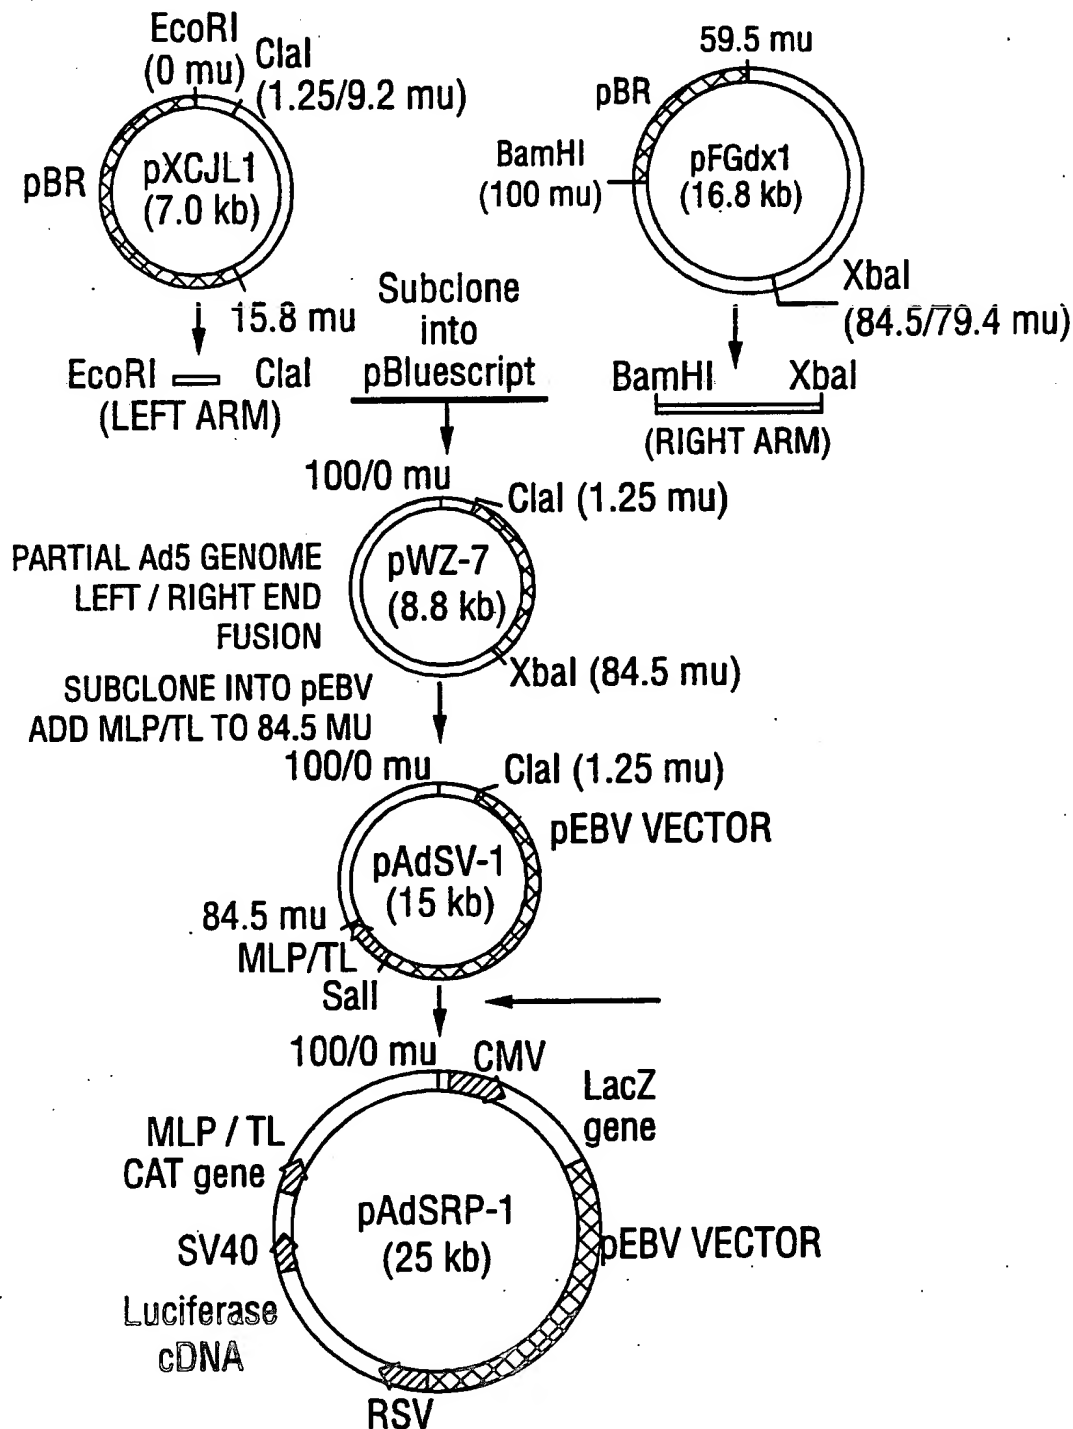 EcoRI
(0 mu)
ClaI
(1.25/9.2 mu)
pBR
pXCJL1
(7.0 kb)
15.8 mu
EcoRI ClaI
(LEFT ARM)
59.5 mu
pBR
BamHI
(100 mu)
pFGdx1
(16.8 kb)
XbaI
(84.5/79.4 mu)
BamHI XbaI
(RIGHT ARM)
Subclone
into
pBluescript
100/0 mu
ClaI (1.25 mu)
pWZ-7
(8.8 kb)
PARTIAL Ad5 GENOME
LEFT / RIGHT END
FUSION
XbaI (84.5 mu)
SUBCLONE INTO pEBV
ADD MLP/TL TO 84.5 MU
100/0 mu
ClaI (1.25 mu)
pEBV VECTOR
pAdSV-1
(15 kb)
84.5 mu
MLP/TL
SalI
100/0 mu
CMV
LacZ
gene
MLP / TL
CAT gene
pAdSRP-1
(25 kb)
SV40
pEBV VECTOR
Luciferase
cDNA
RSV